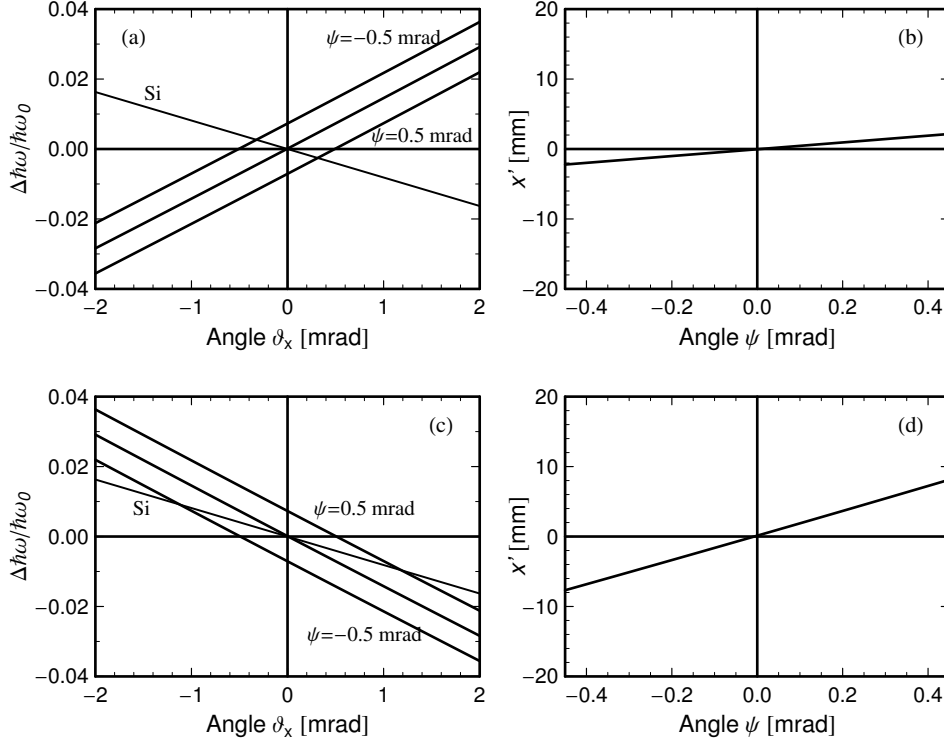 0.04
0.02
0.00
−0.02
−0.04
Δℏω/ℏω₀
(a)
ψ=−0.5 mrad
Si
ψ=0.5 mrad
−2 −1 0 1 2
Angle ϑₓ [mrad]
20
10
0
−10
−20
x' [mm]
(b)
−0.4 −0.2 0.0 0.2 0.4
Angle ψ [mrad]
0.04
0.02
0.00
−0.02
−0.04
Δℏω/ℏω₀
(c)
Si
ψ=0.5 mrad
ψ=−0.5 mrad
−2 −1 0 1 2
Angle ϑₓ [mrad]
20
10
0
−10
−20
x' [mm]
(d)
−0.4 −0.2 0.0 0.2 0.4
Angle ψ [mrad]